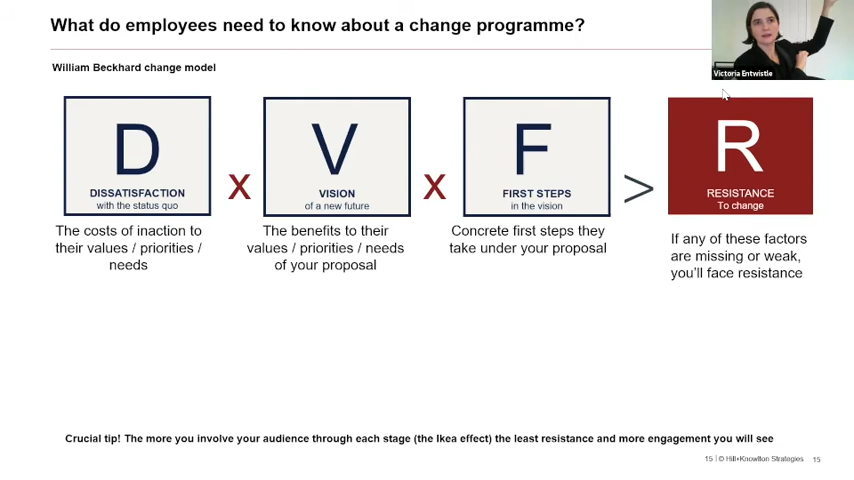 What do employees need to know about a change programme?
William Beckhard change model
Victoria Entwistle
D
DISSATISFACTION
with the status quo
X
V
VISION
of a new future
X
F
FIRST STEPS
in the vision
>
R
RESISTANCE
To change
The costs of inaction to
their values / priorities /
needs
The benefits to their
values / priorities / needs
of your proposal
Concrete first steps they
take under your proposal
If any of these factors
are missing or weak,
you'll face resistance
Crucial tip! The more you involve your audience through each stage (the Ikea effect) the least resistance and more engagement you will see
15 | © Hill+Knowlton Strategies 15